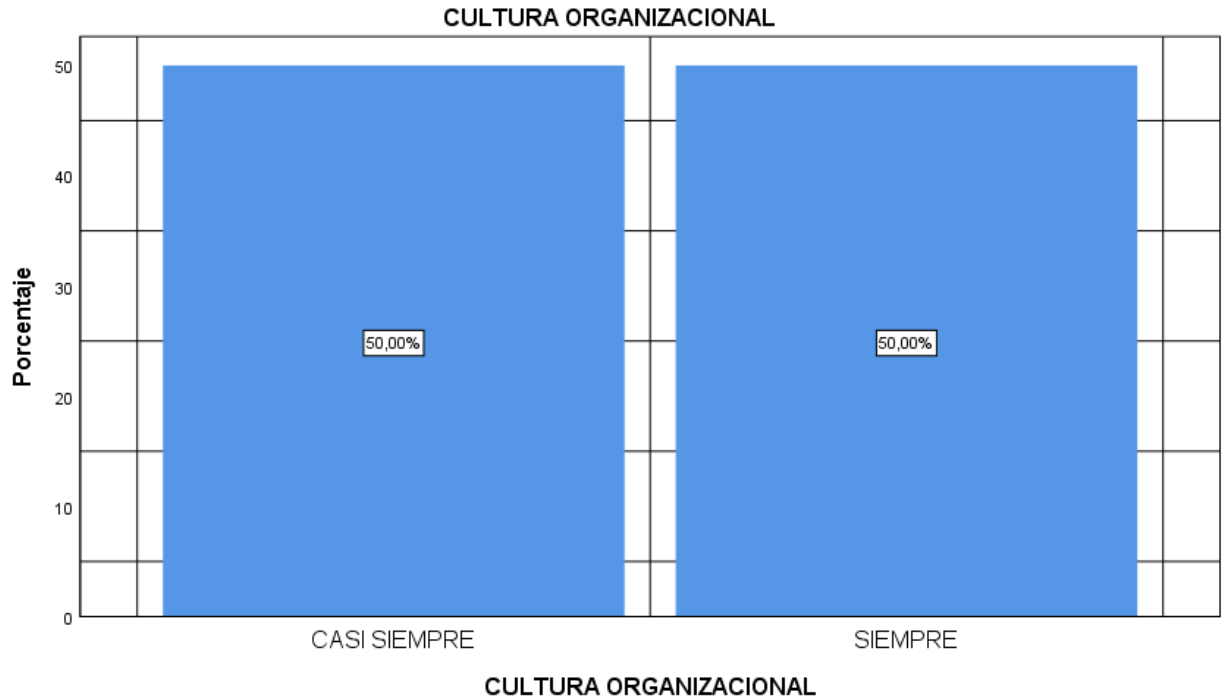 CULTURA ORGANIZACIONAL
Porcentaje
50
40
30
20
10
0
50,00%
50,00%
CASI SIEMPRE
SIEMPRE
CULTURA ORGANIZACIONAL